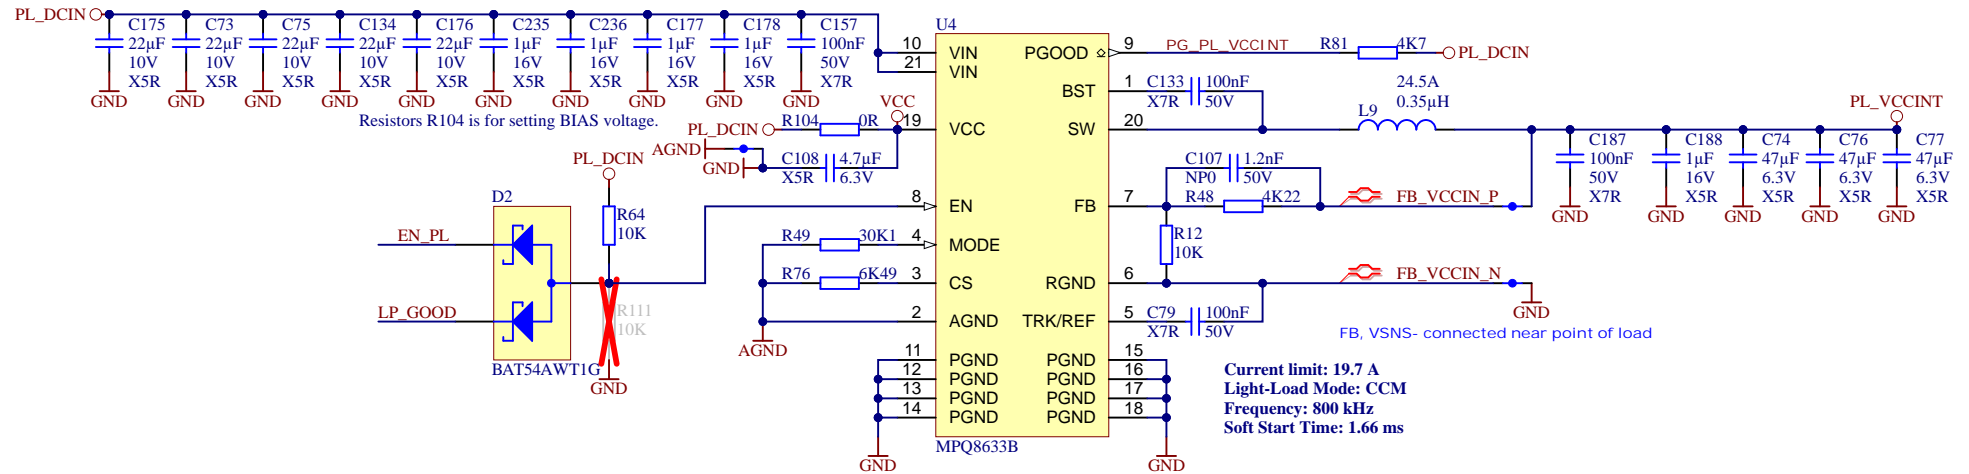 PL_DCIN
C175
22µF
10V
X5R
GND
C73
22µF
10V
X5R
GND
C75
22µF
10V
X5R
GND
C134
22µF
10V
X5R
GND
C176
22µF
10V
X5R
GND
C235
1µF
16V
X5R
GND
C236
1µF
16V
X5R
GND
C177
1µF
16V
X5R
GND
C178
1µF
16V
X5R
GND
C157
100nF
50V
X7R
GND
Resistors R104 is for setting BIAS voltage.
PL_DCIN
R104
0R
VCC
AGND
GND
C108
4.7µF
X5R
6.3V
PL_DCIN
R64
10K
D2
EN_PL
LP_GOOD
BAT54AWT1G
R111
10K
GND
R49
30K1
R76
6K49
AGND
U4
10
VIN
21
VIN
19
VCC
8
EN
4
MODE
3
CS
2
AGND
11
PGND
12
PGND
13
PGND
14
PGND
GND
PGOOD
9
BST
1
SW
20
FB
7
RGND
6
TRK/REF
5
PGND
15
PGND
16
PGND
17
PGND
18
GND
MPQ8633B
PG_PL_VCCINT
R81
4K7
PL_DCIN
C133
100nF
X7R
50V
24.5A
0.35µH
L9
PL_VCCINT
C107
1.2nF
NP0
50V
R48
4K22
FB_VCCIN_P
R12
10K
FB_VCCIN_N
GND
C79
100nF
X7R
50V
C187
100nF
50V
X7R
GND
C188
1µF
16V
X5R
GND
C74
47µF
6.3V
X5R
GND
C76
47µF
6.3V
X5R
GND
C77
47µF
6.3V
X5R
GND
FB, VSNS- connected near point of load
Current limit: 19.7 A
Light-Load Mode: CCM
Frequency: 800 kHz
Soft Start Time: 1.66 ms